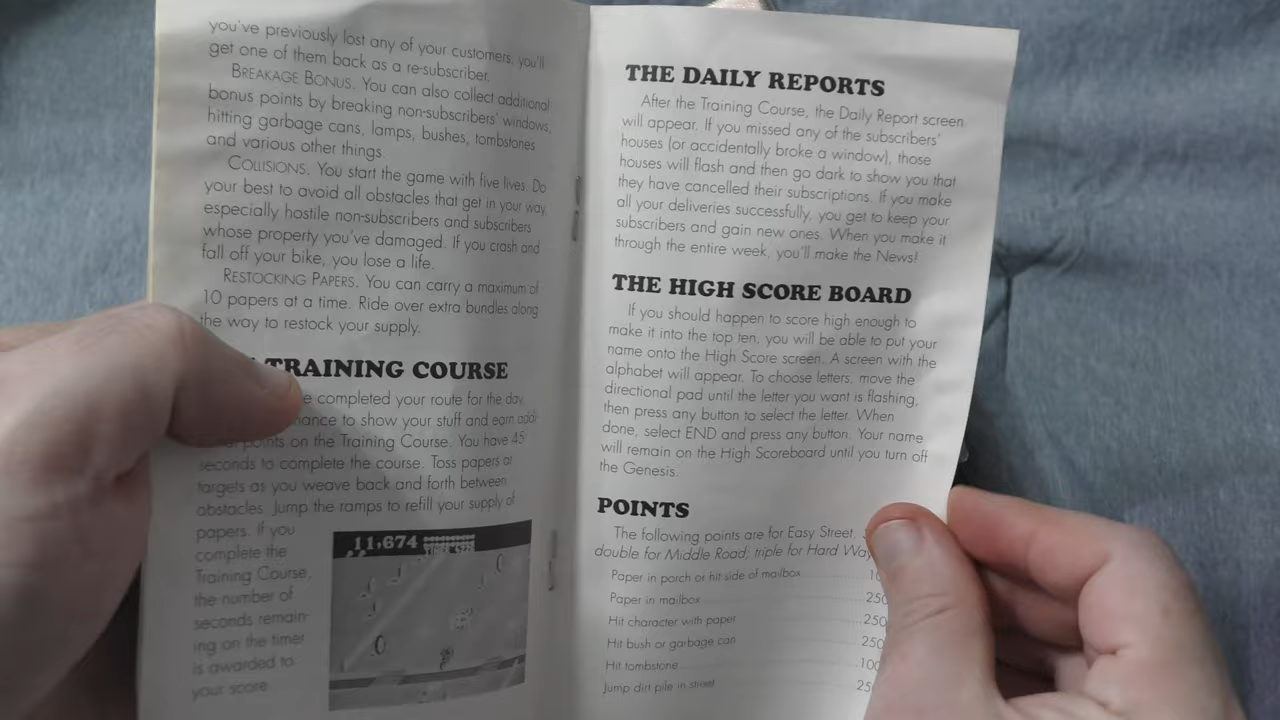 you've previously lost any of your customers, you'll
get one of them back as a re-subscriber.
BREAKAGE BONUS. You can also collect additional
bonus points by breaking non-subscribers' windows,
hitting garbage cans, lamps, bushes, tombstones
and various other things.
COLLISIONS. You start the game with five lives. Do
your best to avoid all obstacles that get in your way,
especially hostile non-subscribers and subscribers
whose property you've damaged. If you crash and
fall off your bike, you lose a life.
RESTOCKING PAPERS. You can carry a maximum of
10 papers at a time. Ride over extra bundles along
the way to restock your supply.
TRAINING COURSE
completed your route for the day,
to show your stuff and earn addi-
points on the Training Course. You have 45
seconds to complete the course. Toss papers at
targets as you weave back and forth between
obstacles. Jump the ramps to refill your supply of
papers. If you
complete the
Training Course,
the number of
seconds remain-
ing on the timer
is awarded to
your score.
11,674
THE DAILY REPORTS
After the Training Course, the Daily Report screen
will appear. If you missed any of the subscribers'
houses (or accidentally broke a window), those
houses will flash and then go dark to show you that
they have cancelled their subscriptions. If you make
all your deliveries successfully, you get to keep your
subscribers and gain new ones. When you make it
through the entire week, you'll make the News!
THE HIGH SCORE BOARD
If you should happen to score high enough to
make it into the top ten, you will be able to put your
name onto the High Score screen. A screen with the
alphabet will appear. To choose letters, move the
directional pad until the letter you want is flashing,
then press any button to select the letter. When
done, select END and press any button. Your name
will remain on the High Scoreboard until you turn off
the Genesis.
POINTS
The following points are for Easy Street.
double for Middle Road; triple for Hard Way
Paper in porch or hit side of mailbox
Paper in mailbox 250
Hit character with paper 250
Hit bush or garbage can 250
Hit tombstone
Jump dirt pile in street